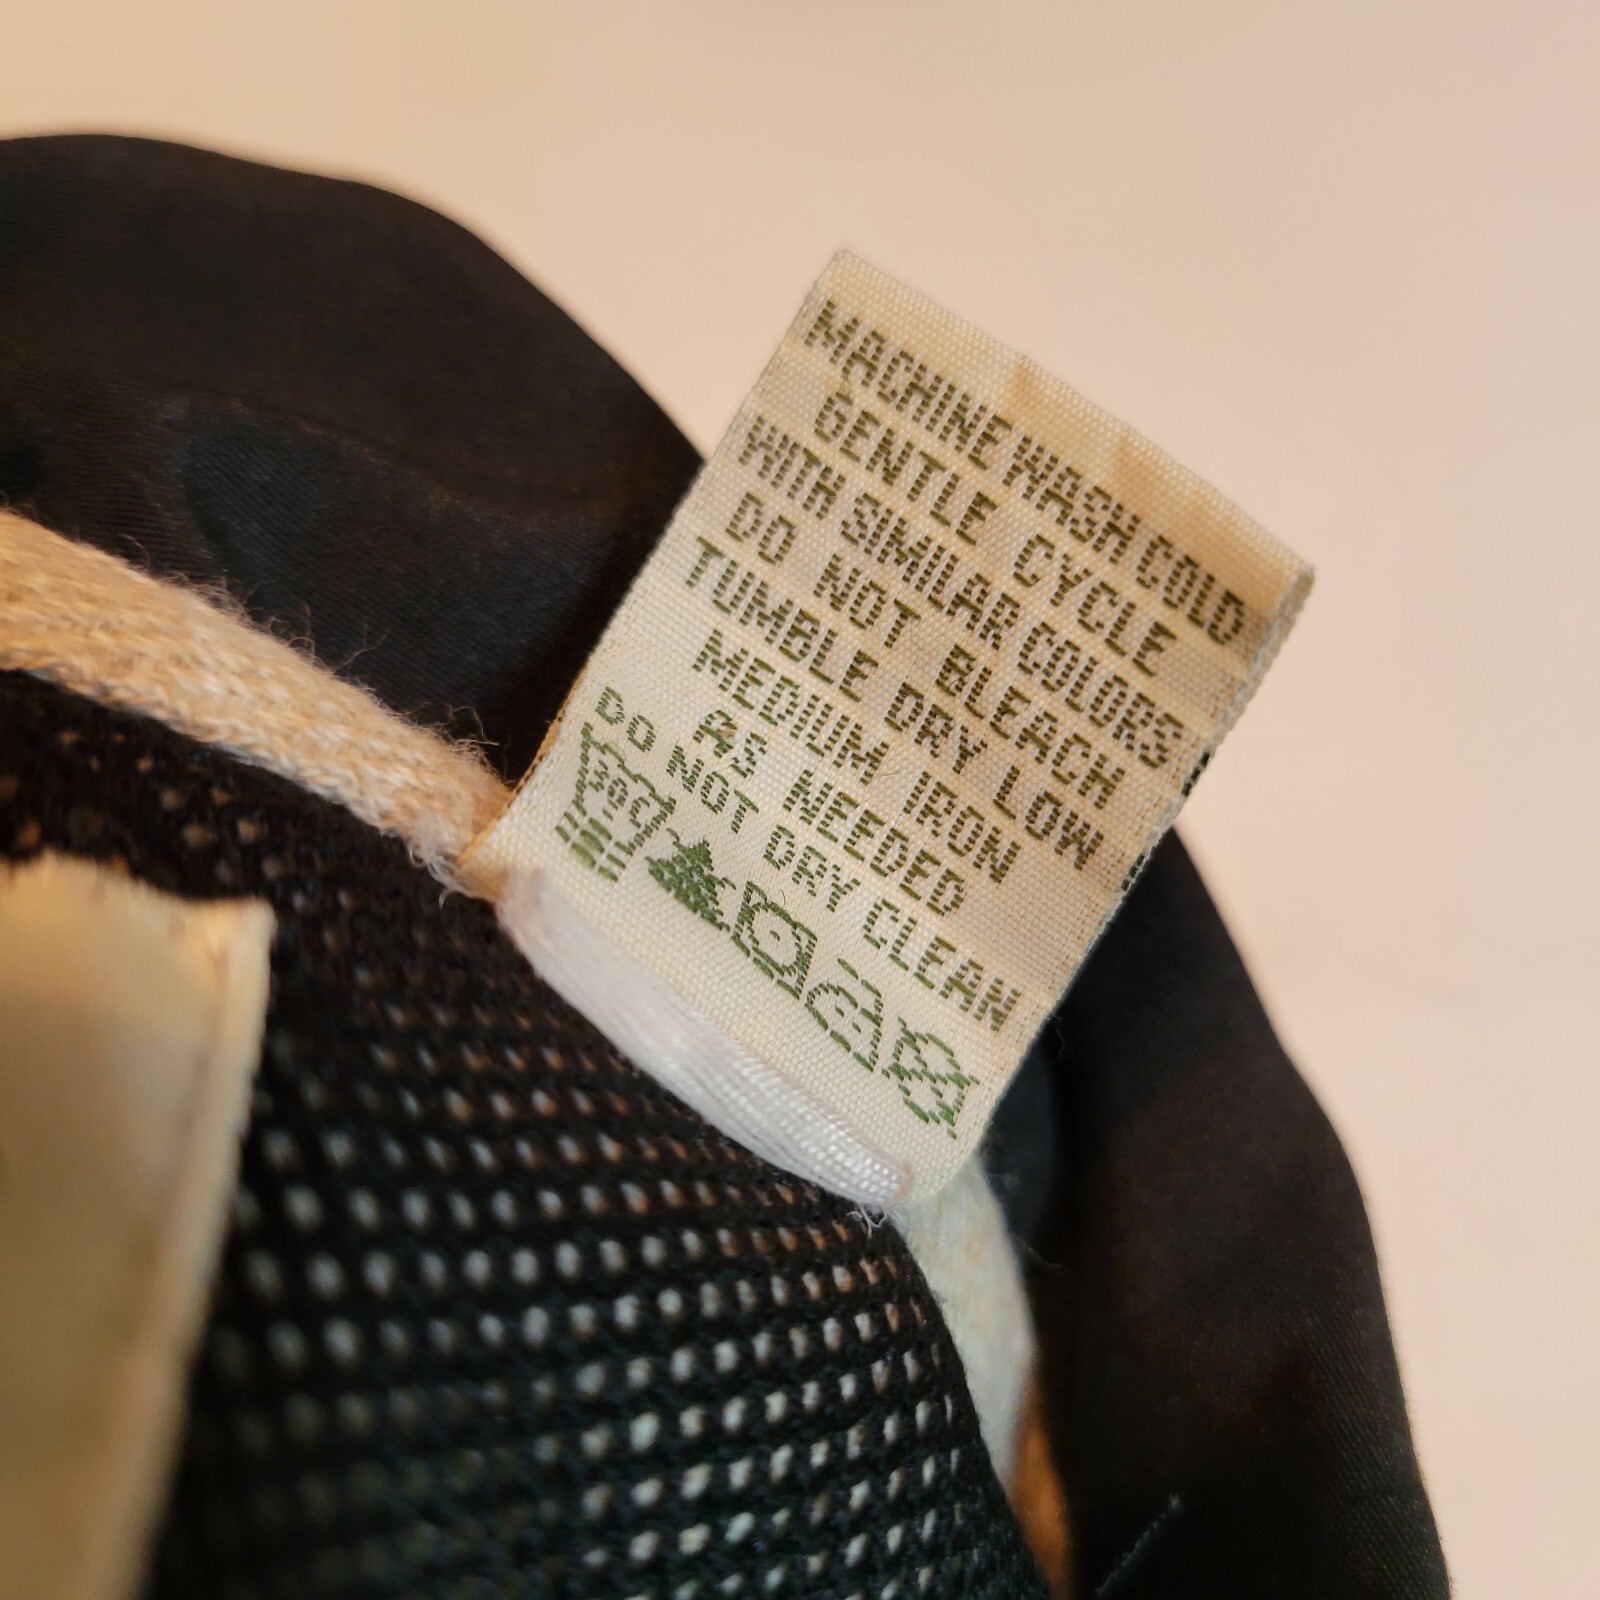 MACHINE WASH COLD
GENTLE CYCLE
WITH SIMILAR COLORS
DO NOT BLEACH
TUMBLE DRY LOW
MEDIUM IRON
AS NEEDED
DO NOT DRY CLEAN